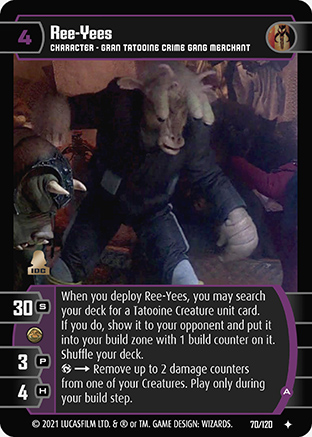 4
Ree-Yees
CHARACTER - GRAN TATOOINE CRIME GANG MERCHANT
IDC
30 S
3 P
4 H
When you deploy Ree-Yees, you may search
your deck for a Tatooine Creature unit card.
If you do, show it to your opponent and put it
into your build zone with 1 build counter on it.
Shuffle your deck.
→ Remove up to 2 damage counters
from one of your Creatures. Play only during
your build step.
A
© 2021 LUCASFILM LTD. & ® OR TM. GAME DESIGN: WIZARDS.
70/120